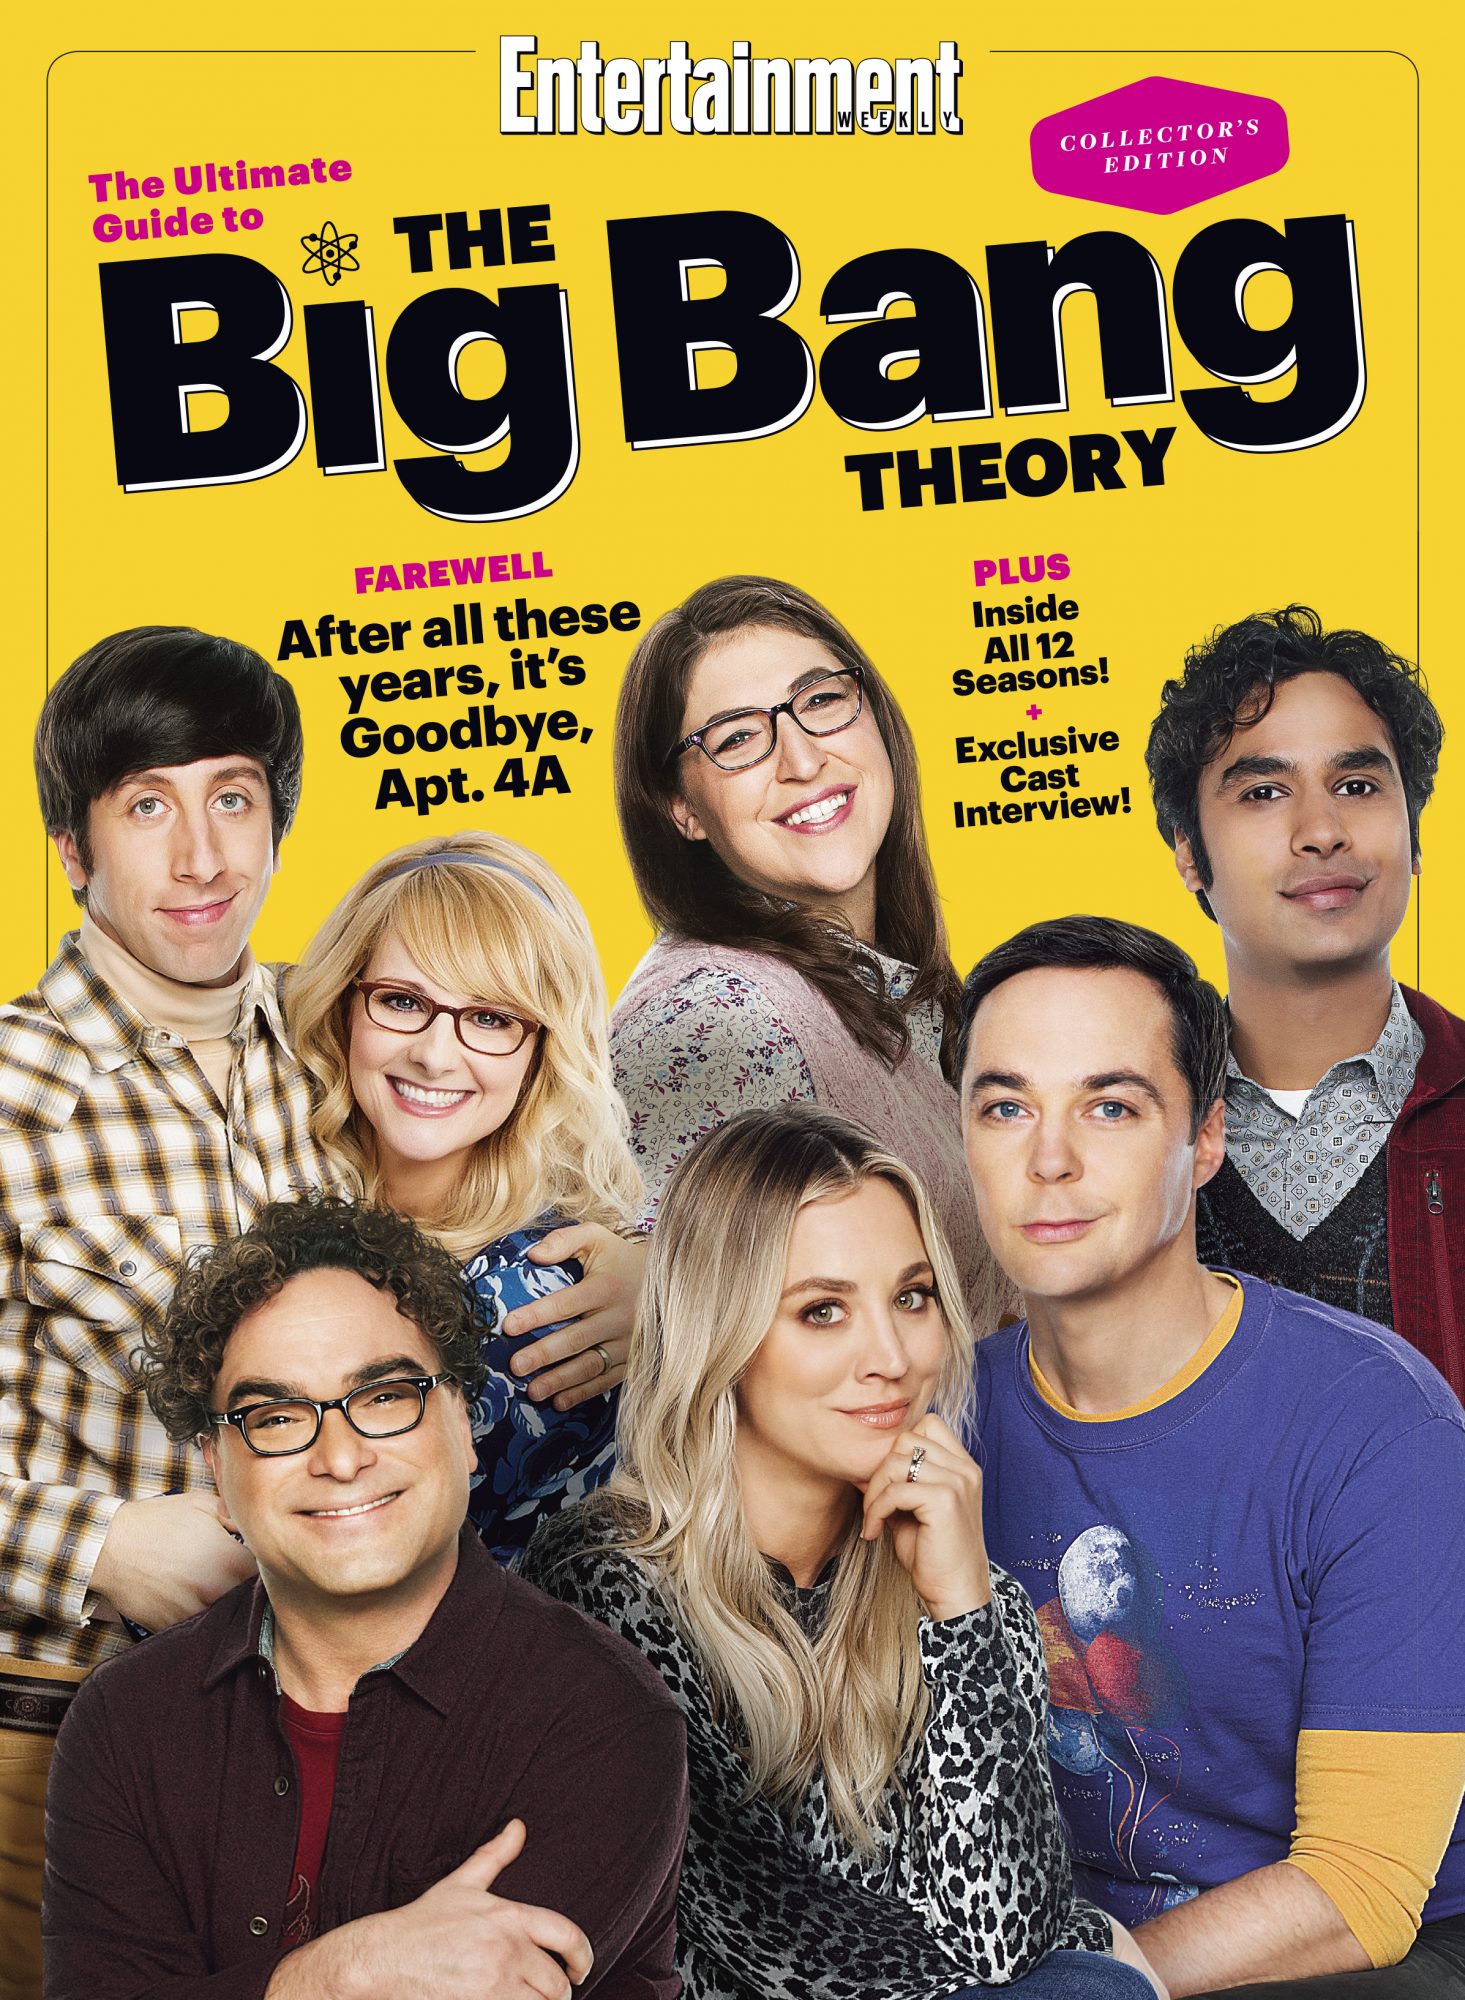 Entertainment
WEEKLY
COLLECTOR'S
EDITION
The Ultimate
Guide to
THE
Big Bang
THEORY
FAREWELL
After all these
years, it's
Goodbye,
Apt. 4A
PLUS
Inside
All 12
Seasons!
+
Exclusive
Cast
Interview!